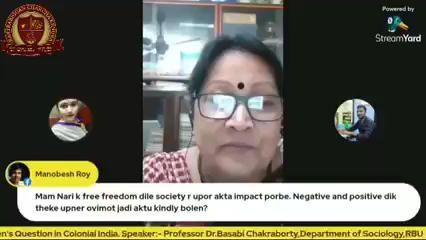 Powered by
StreamYard
Manobesh Roy
Mam Nari k free freedom dile society r upor akta impact porbe. Negative and positive dik
theke upner ovimot jadi aktu kindly bolen?
en's Question in Colonial India. Speaker:- Professor Dr.Basabi Chakraborty,Department of Sociology,RBU